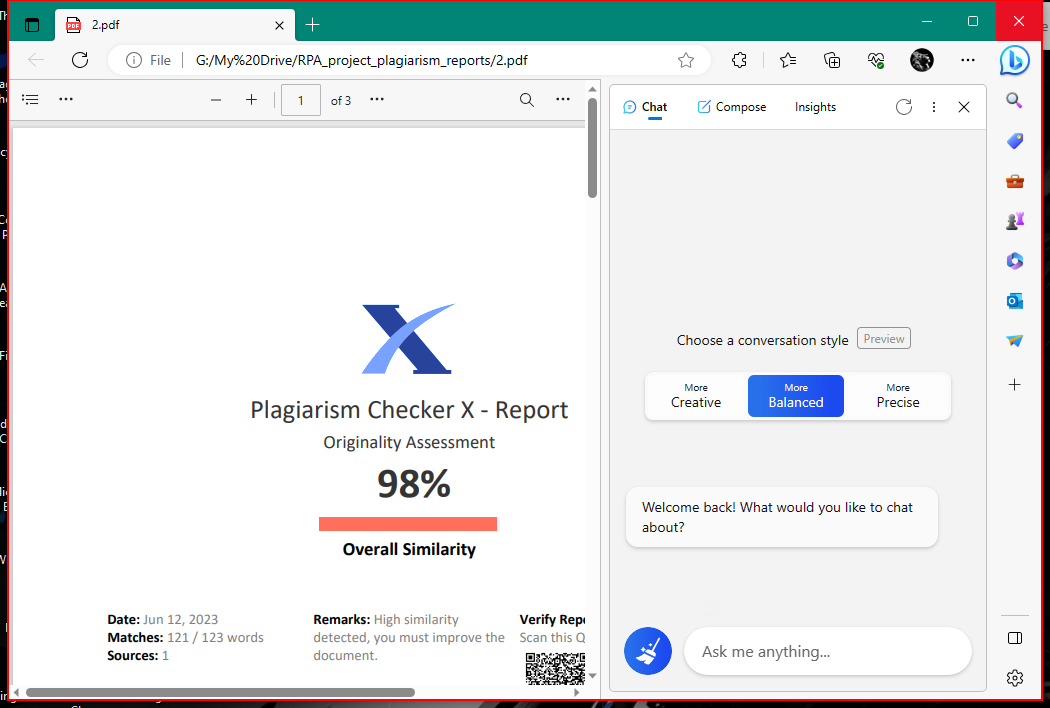 2.pdf
File
G:/My%20Drive/RPA_project_plagiarism_reports/2.pdf
1
of 3
Chat
Compose
Insights
Plagiarism Checker X - Report
Originality Assessment
98%
Overall Similarity
Date: Jun 12, 2023
Matches: 121 / 123 words
Sources: 1
Remarks: High similarity
detected, you must improve the
document.
Verify Repo
Scan this Q
Choose a conversation style
Preview
More
Creative
More
Balanced
More
Precise
Welcome back! What would you like to chat
about?
Ask me anything...